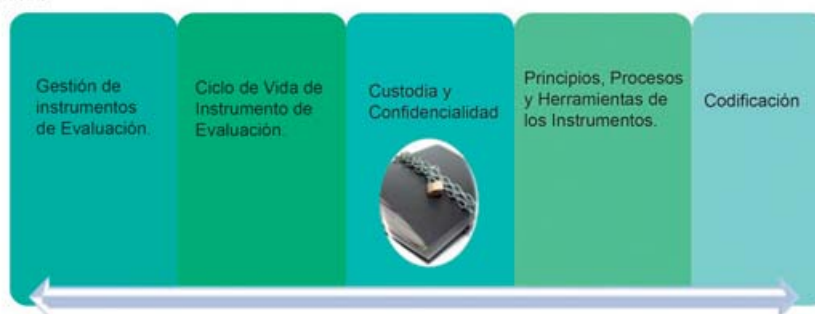 Gestión de
instrumentos
de Evaluación.
Ciclo de Vida de
Instrumento de
Evaluación.
Custodia y
Confidencialidad
Principios, Procesos
y Herramientas de
los Instrumentos.
Codificación